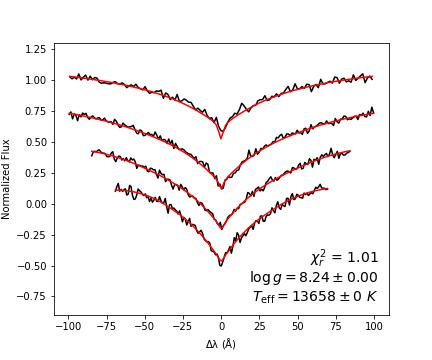 1.25
1.00
0.75
0.50
0.25
0.00
−0.25
−0.50
−0.75
Normalized Flux
χ²ᵣ = 1.01
log g = 8.24 ± 0.00
T_eff = 13658 ± 0 K
−100 −75 −50 −25 0 25 50 75 100
Δλ (Å)